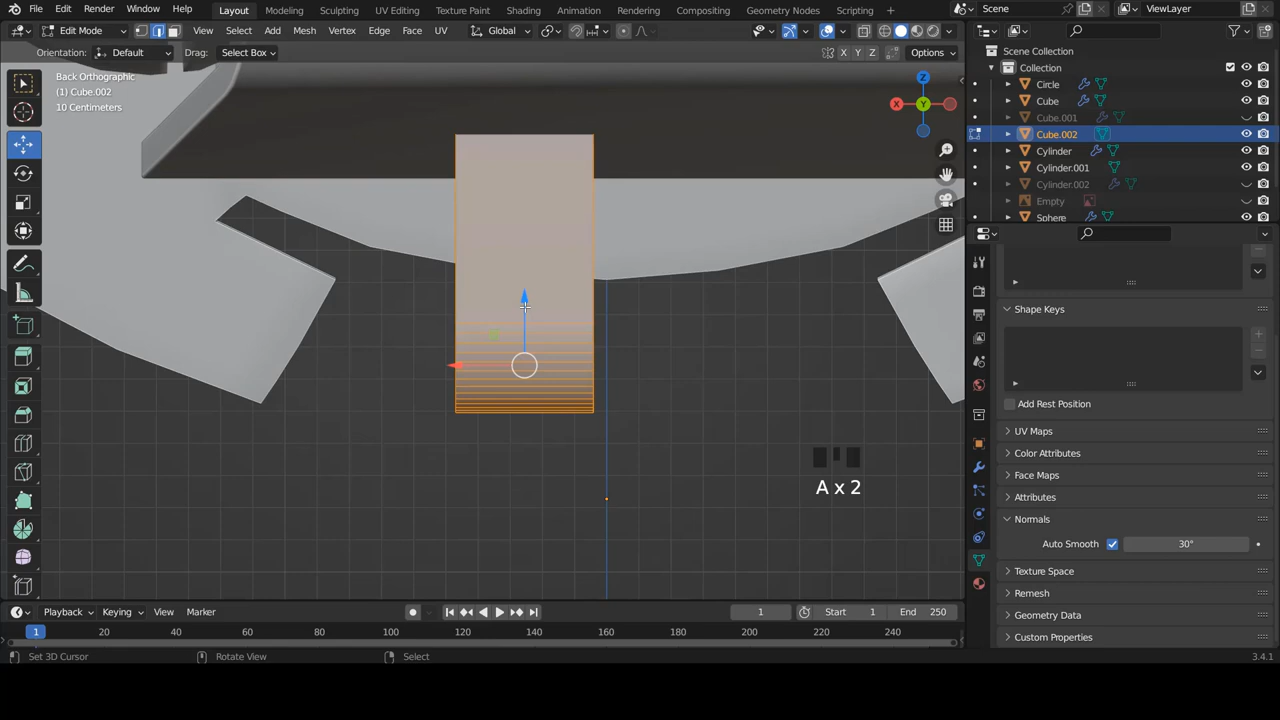 File Edit Render Window Help Layout Modeling Sculpting UV Editing Texture Paint Shading Animation Rendering Compositing Geometry Nodes Scripting Scene ViewLayer
Edit Mode View Select Add Mesh Vertex Edge Face UV Global
Orientation: Default Drag: Select Box X Y Z Options
Scene Collection
Collection
Circle
Cube
Cube.001
Cube.002
Cylinder
Cylinder.001
Cylinder.002
Empty
Sphere
Back Orthographic
(1) Cube.002
10 Centimeters
Z
X Y
A x 2
Shape Keys
Add Rest Position
UV Maps
Color Attributes
Face Maps
Attributes
Normals
Auto Smooth 30°
Texture Space
Remesh
Geometry Data
Custom Properties
Playback Keying View Marker 1 Start 1 End 250
1 20 40 60 80 100 120 140 160 180 200 220 240
Set 3D Cursor Rotate View Select 3.4.1